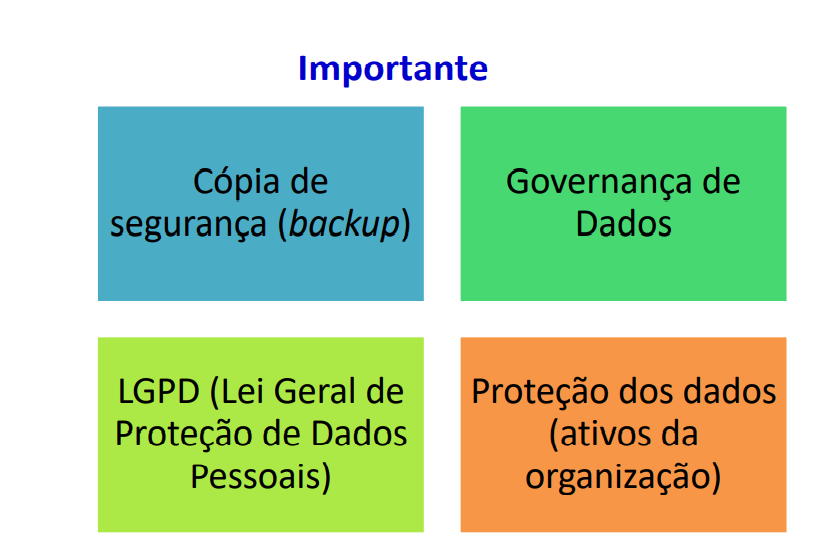 Importante
Cópia de
segurança (backup)
Governança de
Dados
LGPD (Lei Geral de
Proteção de Dados
Pessoais)
Proteção dos dados
(ativos da
organização)